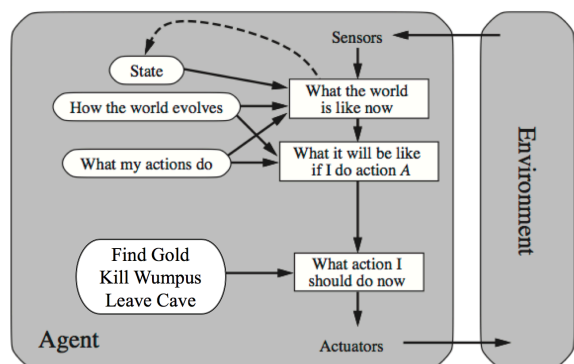 Sensors
State
What the world
is like now
How the world evolves
What my actions do
What it will be like
if I do action A
Find Gold
Kill Wumpus
Leave Cave
What action I
should do now
Agent
Actuators
Environment